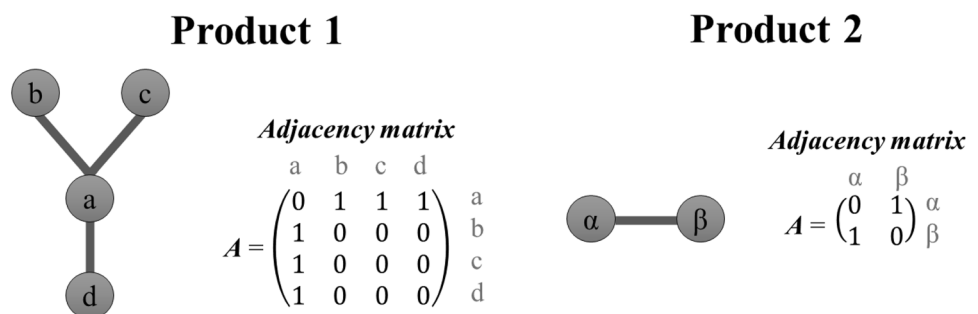 Product 1
Product 2
b c
a
d
Adjacency matrix
a b c d
A =
0 1 1 1 a
1 0 0 0 b
1 0 0 0 c
1 0 0 0 d
α β
Adjacency matrix
α β
A =
0 1 α
1 0 β